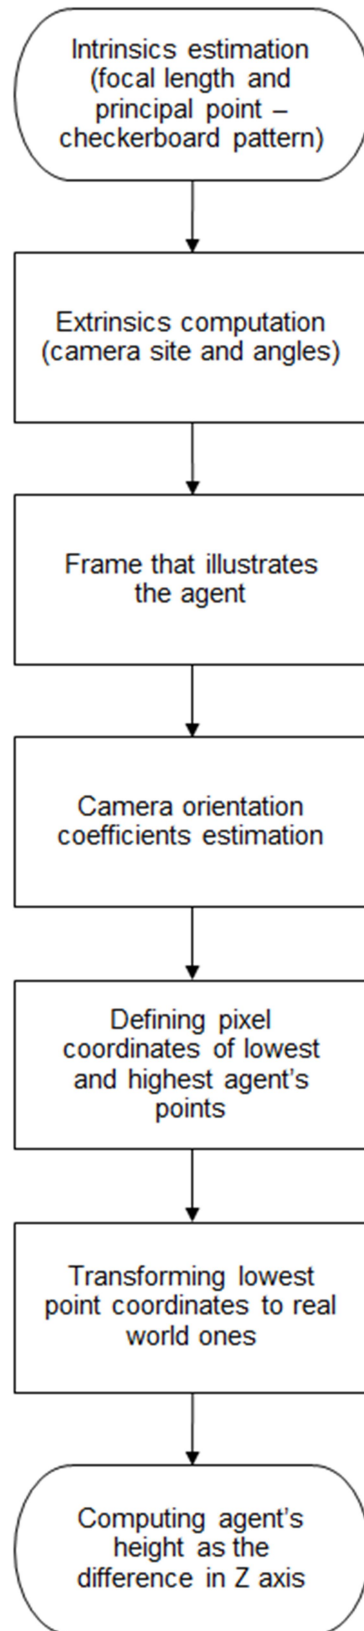 Intrinsics estimation
(focal length and
principal point –
checkerboard pattern)
Extrinsics computation
(camera site and angles)
Frame that illustrates
the agent
Camera orientation
coefficients estimation
Defining pixel
coordinates of lowest
and highest agent's
points
Transforming lowest
point coordinates to real
world ones
Computing agent's
height as the
difference in Z axis